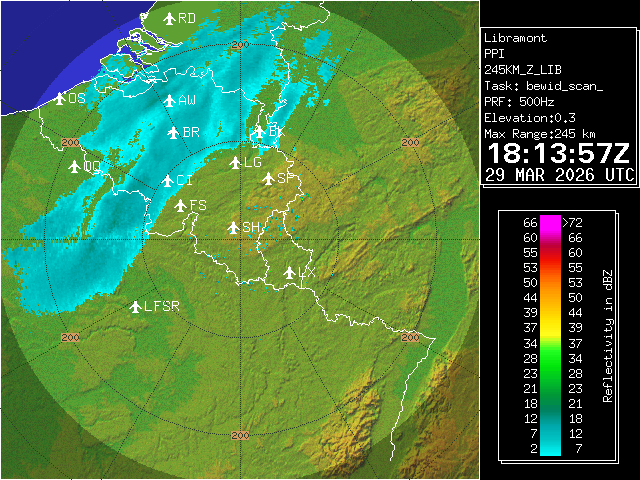 RD
200
OS
AW
BR
BK
200
200
LG
CI
SP
FS
SH
LX
LFSR
200
200
200
Libramont
PPI
245KM_Z_LIB
Task: bewid_scan_
PRF: 500Hz
Elevation:0.3
Max Range:245 km
18:13:57Z
29 MAR 2026 UTC
66 >72
60 66
55 60
53 55
50 53
44 50
39 44
37 39
34 37
28 34
23 28
21 23
18 21
12 18
7 12
2 7
Reflectivity in dBZ